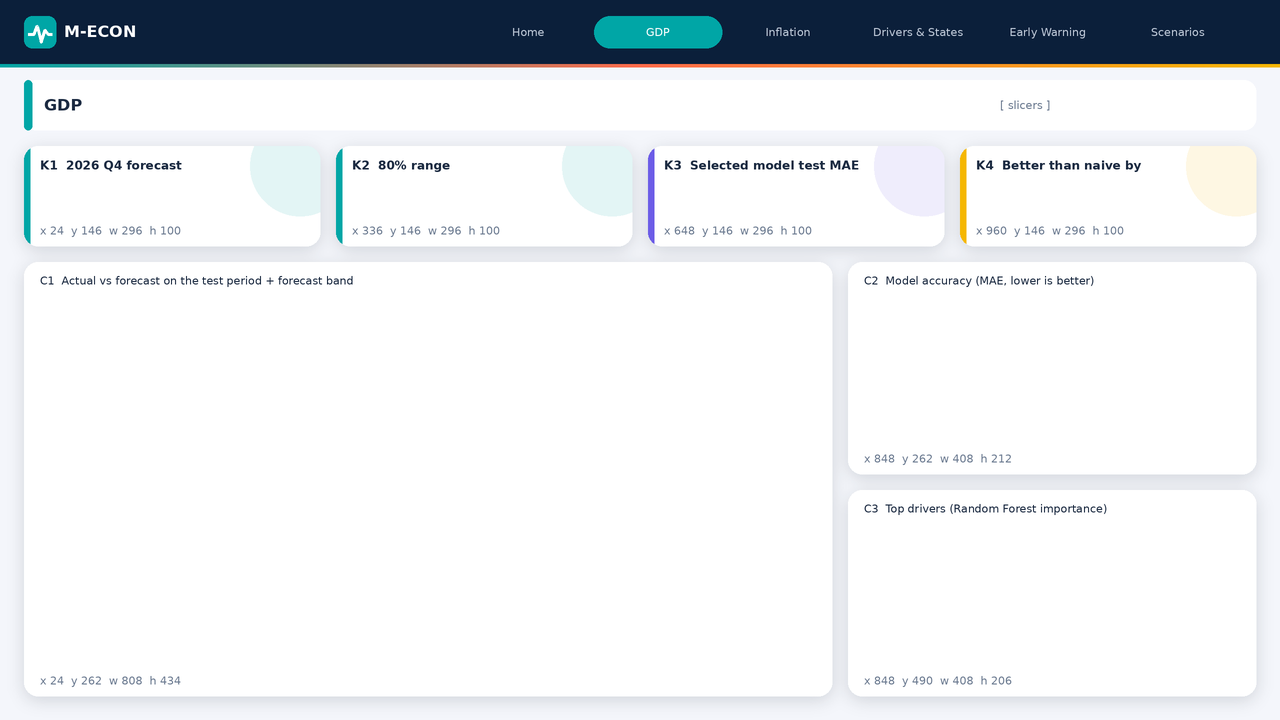 M-ECON
Home
GDP
Inflation
Drivers & States
Early Warning
Scenarios
GDP
[ slicers ]
K1  2026 Q4 forecast
x 24  y 146  w 296  h 100
K2  80% range
x 336  y 146  w 296  h 100
K3  Selected model test MAE
x 648  y 146  w 296  h 100
K4  Better than naive by
x 960  y 146  w 296  h 100
C1  Actual vs forecast on the test period + forecast band
x 24  y 262  w 808  h 434
C2  Model accuracy (MAE, lower is better)
x 848  y 262  w 408  h 212
C3  Top drivers (Random Forest importance)
x 848  y 490  w 408  h 206